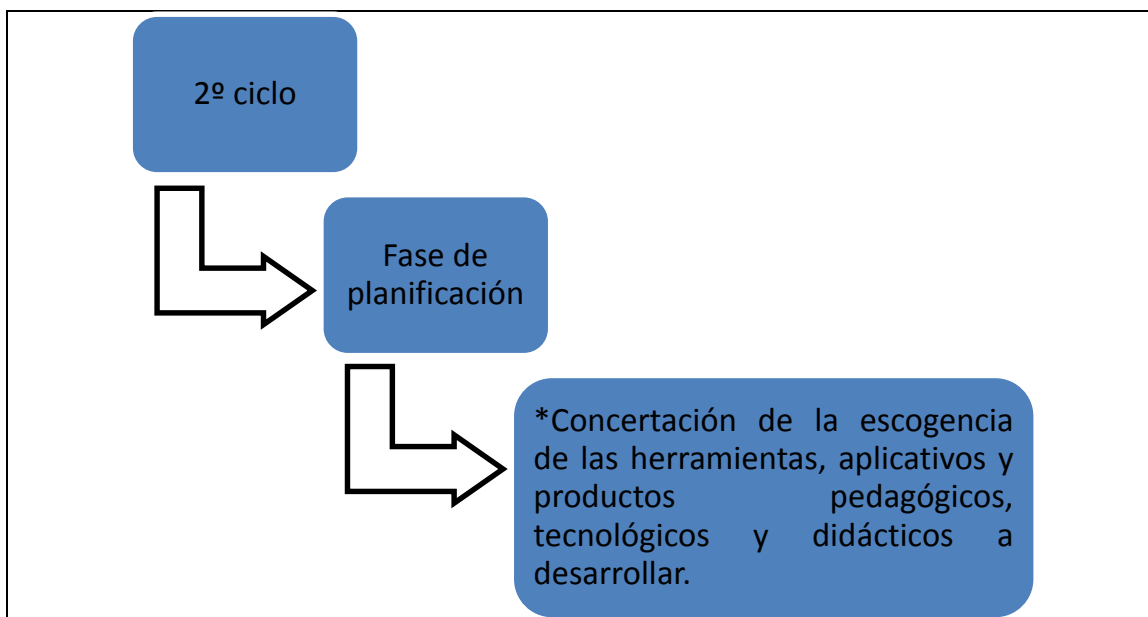 2º ciclo
Fase de
planificación
*Concertación de la escogencia
de las herramientas, aplicativos y
productos pedagógicos,
tecnológicos y didácticos a
desarrollar.